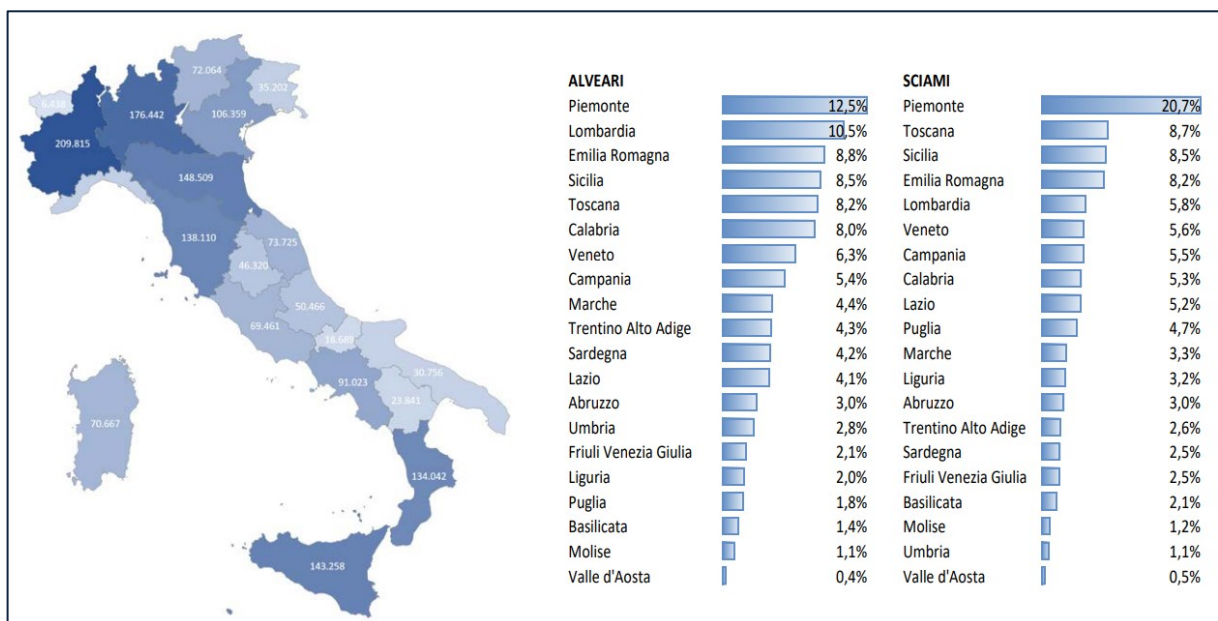 72.064
35.202
6.438
176.442
106.359
209.815
148.509
138.110
73.725
46.320
50.466
69.461
18.689
30.756
91.023
23.841
70.667
134.042
143.258
ALVEARI
Piemonte 12,5%
Lombardia 10,5%
Emilia Romagna 8,8%
Sicilia 8,5%
Toscana 8,2%
Calabria 8,0%
Veneto 6,3%
Campania 5,4%
Marche 4,4%
Trentino Alto Adige 4,3%
Sardegna 4,2%
Lazio 4,1%
Abruzzo 3,0%
Umbria 2,8%
Friuli Venezia Giulia 2,1%
Liguria 2,0%
Puglia 1,8%
Basilicata 1,4%
Molise 1,1%
Valle d'Aosta 0,4%
SCIAMI
Piemonte 20,7%
Toscana 8,7%
Sicilia 8,5%
Emilia Romagna 8,2%
Lombardia 5,8%
Veneto 5,6%
Campania 5,5%
Calabria 5,3%
Lazio 5,2%
Puglia 4,7%
Marche 3,3%
Liguria 3,2%
Abruzzo 3,0%
Trentino Alto Adige 2,6%
Sardegna 2,5%
Friuli Venezia Giulia 2,5%
Basilicata 2,1%
Molise 1,2%
Umbria 1,1%
Valle d'Aosta 0,5%